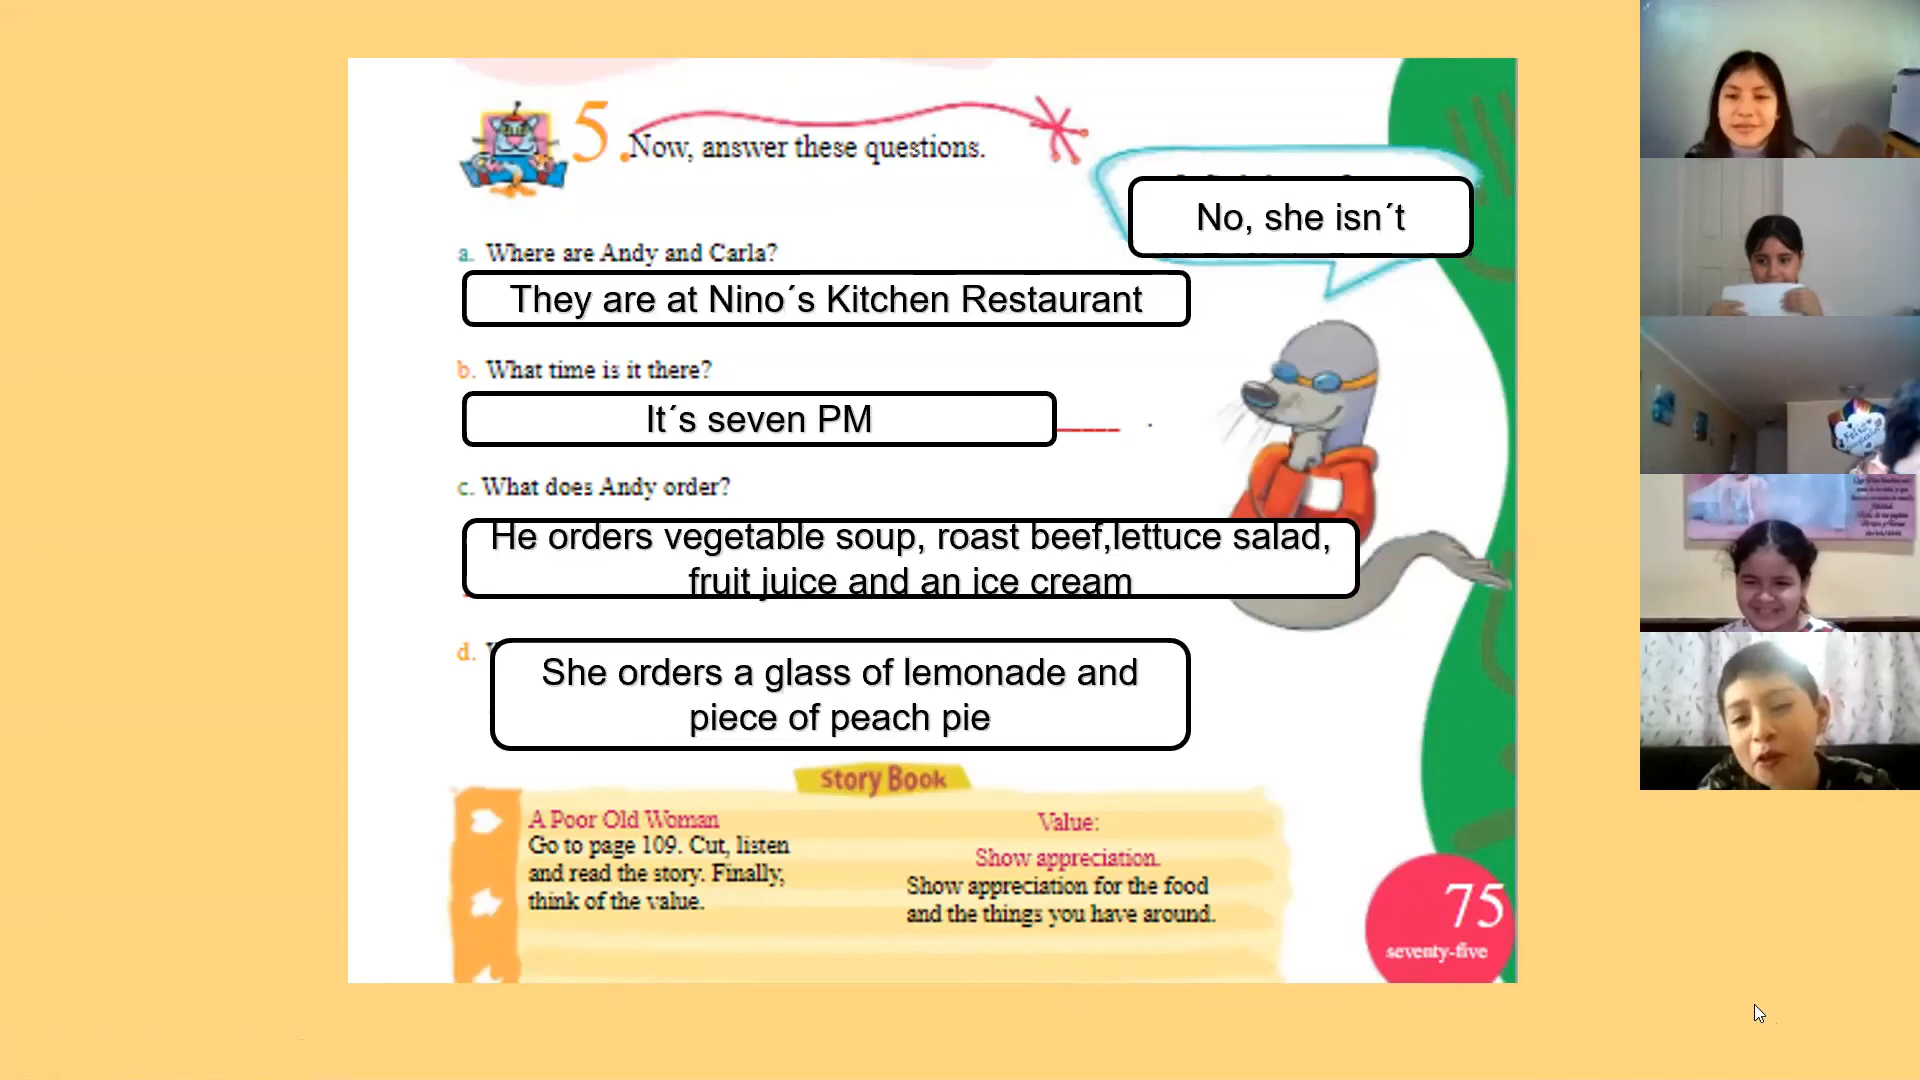 5. Now, answer these questions.
No, she isn´t
a. Where are Andy and Carla?
They are at Nino´s Kitchen Restaurant
b. What time is it there?
It´s seven PM
c. What does Andy order?
He orders vegetable soup, roast beef,lettuce salad,
fruit juice and an ice cream
d.
She orders a glass of lemonade and
piece of peach pie
Story Book
A Poor Old Woman
Go to page 109. Cut, listen
and read the story. Finally,
think of the value.
Value:
Show appreciation.
Show appreciation for the food
and the things you have around.
75
seventy-five